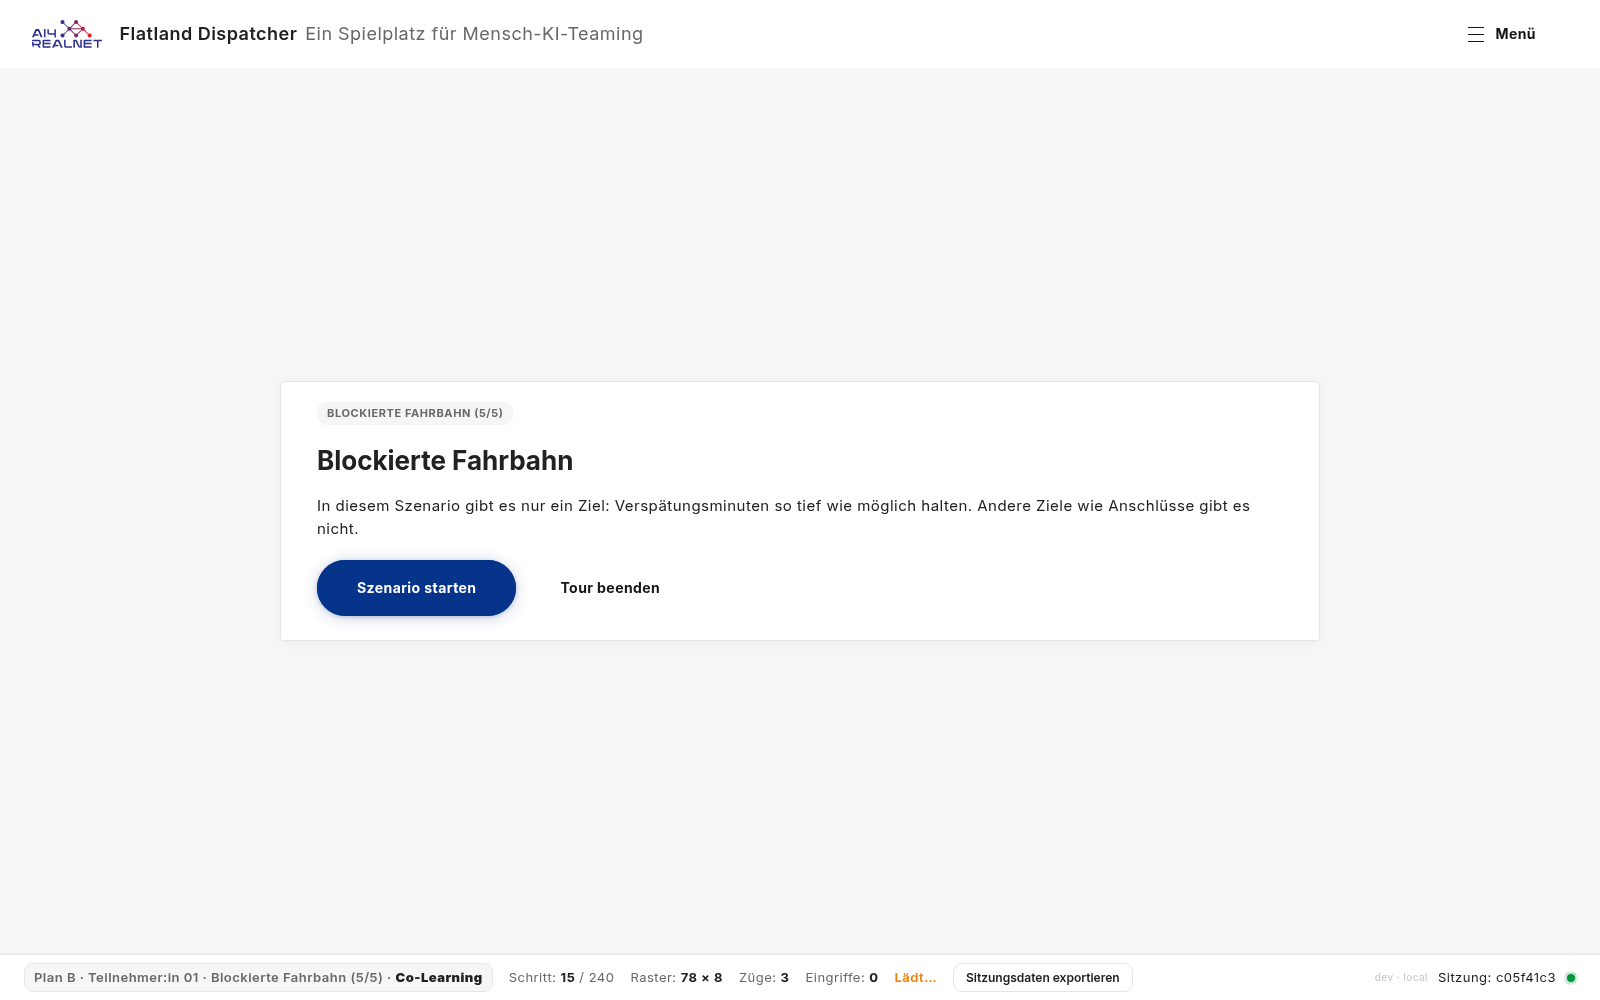 AI4
REALNET
Flatland Dispatcher Ein Spielplatz für Mensch-KI-Teaming
Menü
BLOCKIERTE FAHRBAHN (5/5)
Blockierte Fahrbahn
In diesem Szenario gibt es nur ein Ziel: Verspätungsminuten so tief wie möglich halten. Andere Ziele wie Anschlüsse gibt es
nicht.
Szenario starten Tour beenden
Plan B · Teilnehmer:in 01 · Blockierte Fahrbahn (5/5) · Co-Learning Schritt: 15 / 240 Raster: 78 × 8 Züge: 3 Eingriffe: 0 Lädt... Sitzungsdaten exportieren dev · local Sitzung: c05f41c3